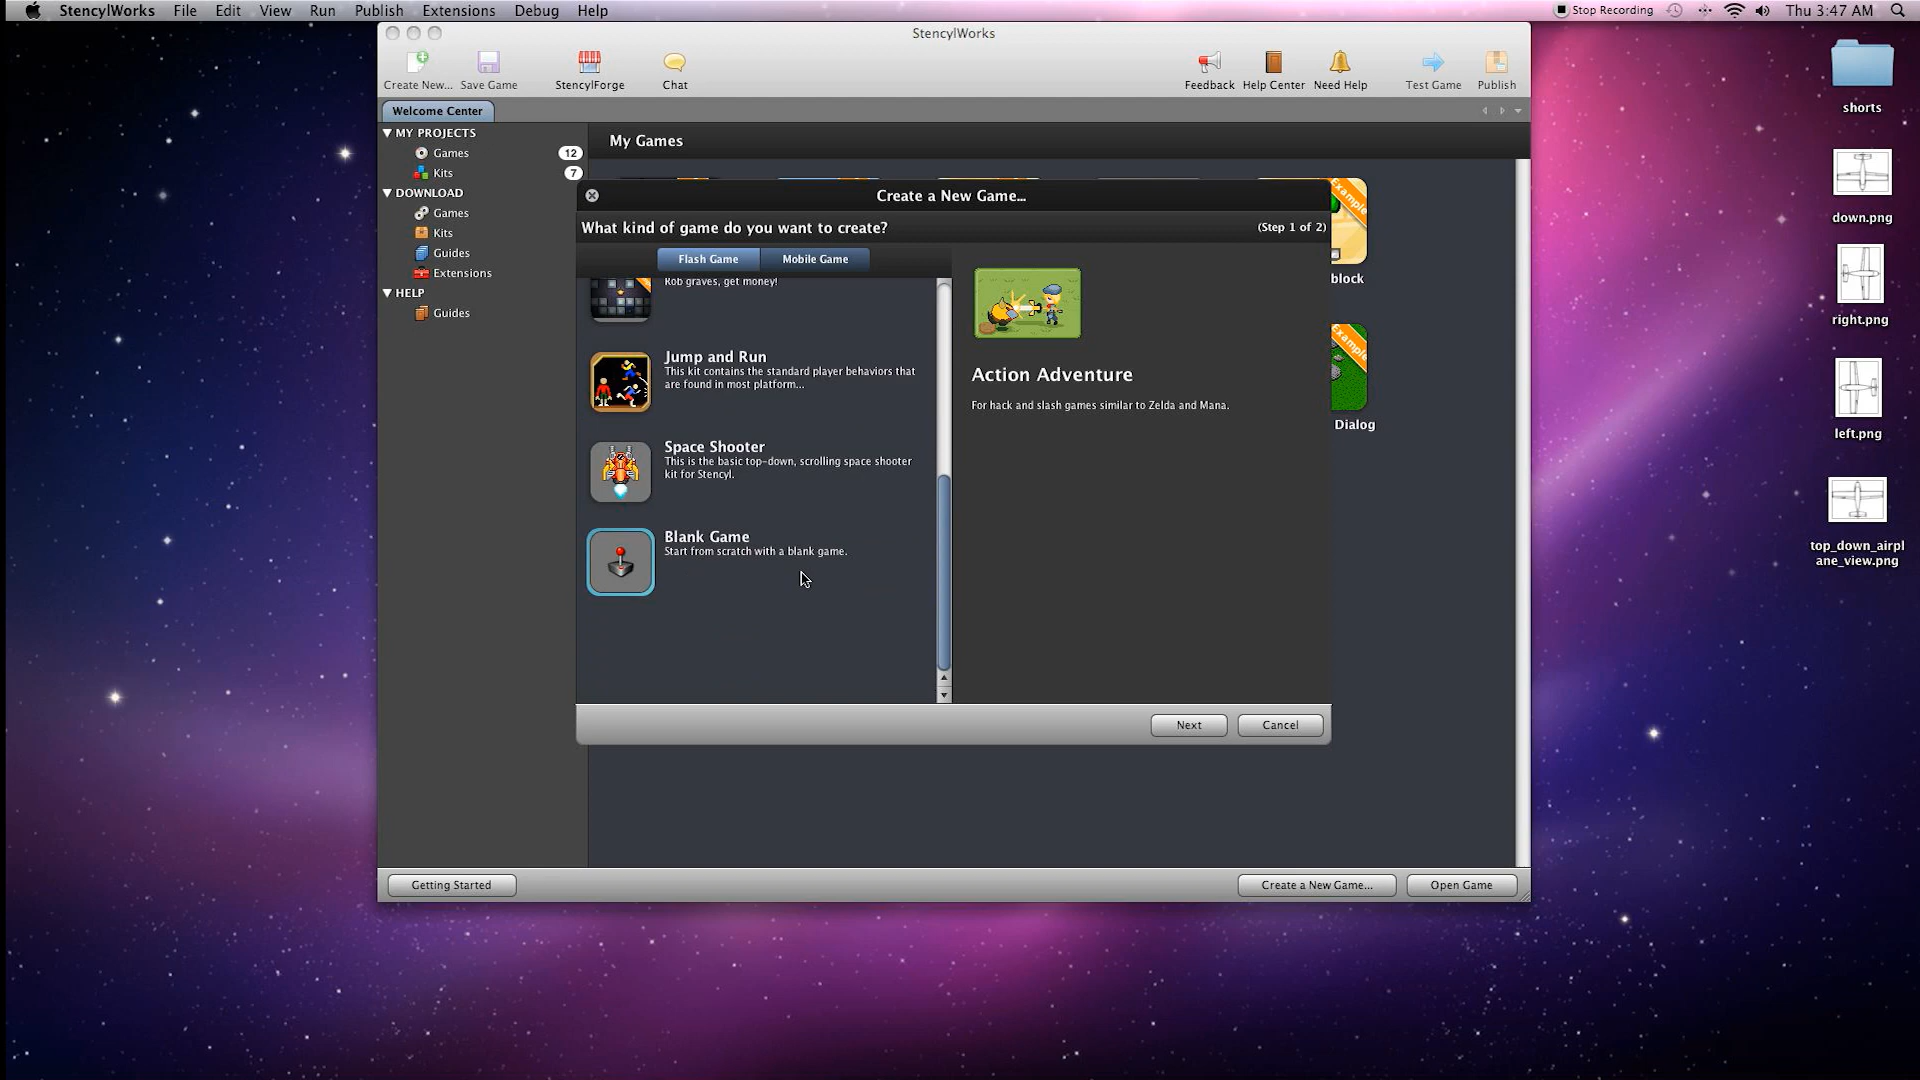 StencylWorks File Edit View Run Publish Extensions Debug Help Stop Recording Thu 3:47 AM
StencylWorks
Create New... Save Game StencylForge Chat Feedback Help Center Need Help Test Game Publish
Welcome Center
MY PROJECTS
Games 12
Kits 7
DOWNLOAD
Games
Kits
Guides
Extensions
HELP
Guides
My Games
Example
block
Example
Dialog
Create a New Game...
What kind of game do you want to create? (Step 1 of 2)
Flash Game Mobile Game
Rob graves, get money!
Jump and Run
This kit contains the standard player behaviors that
are found in most platform...
Space Shooter
This is the basic top-down, scrolling space shooter
kit for Stencyl.
Blank Game
Start from scratch with a blank game.
Action Adventure
For hack and slash games similar to Zelda and Mana.
Next Cancel
Getting Started Create a New Game... Open Game
shorts
down.png
right.png
left.png
top_down_airpl
ane_view.png